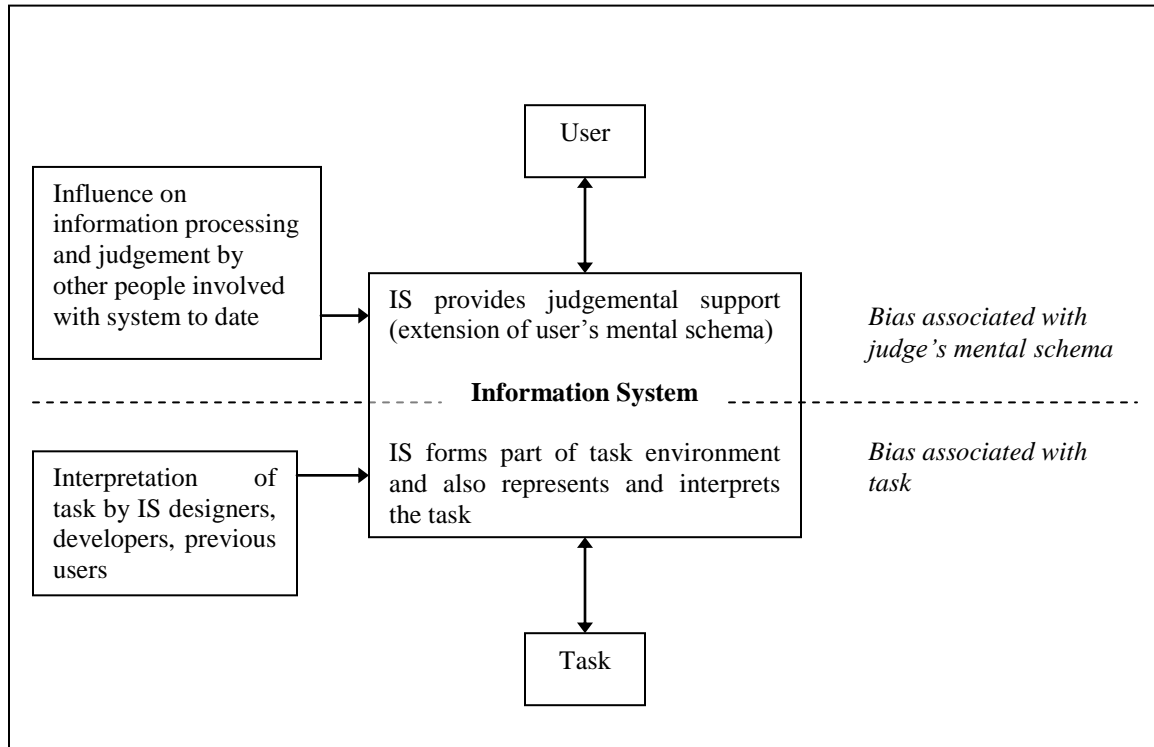 User
Influence on
information processing
and judgement by
other people involved
with system to date
IS provides judgemental support
(extension of user's mental schema)
Bias associated with
judge's mental schema
Information System
Interpretation of
task by IS designers,
developers, previous
users
IS forms part of task environment
and also represents and interprets
the task
Bias associated with
task
Task